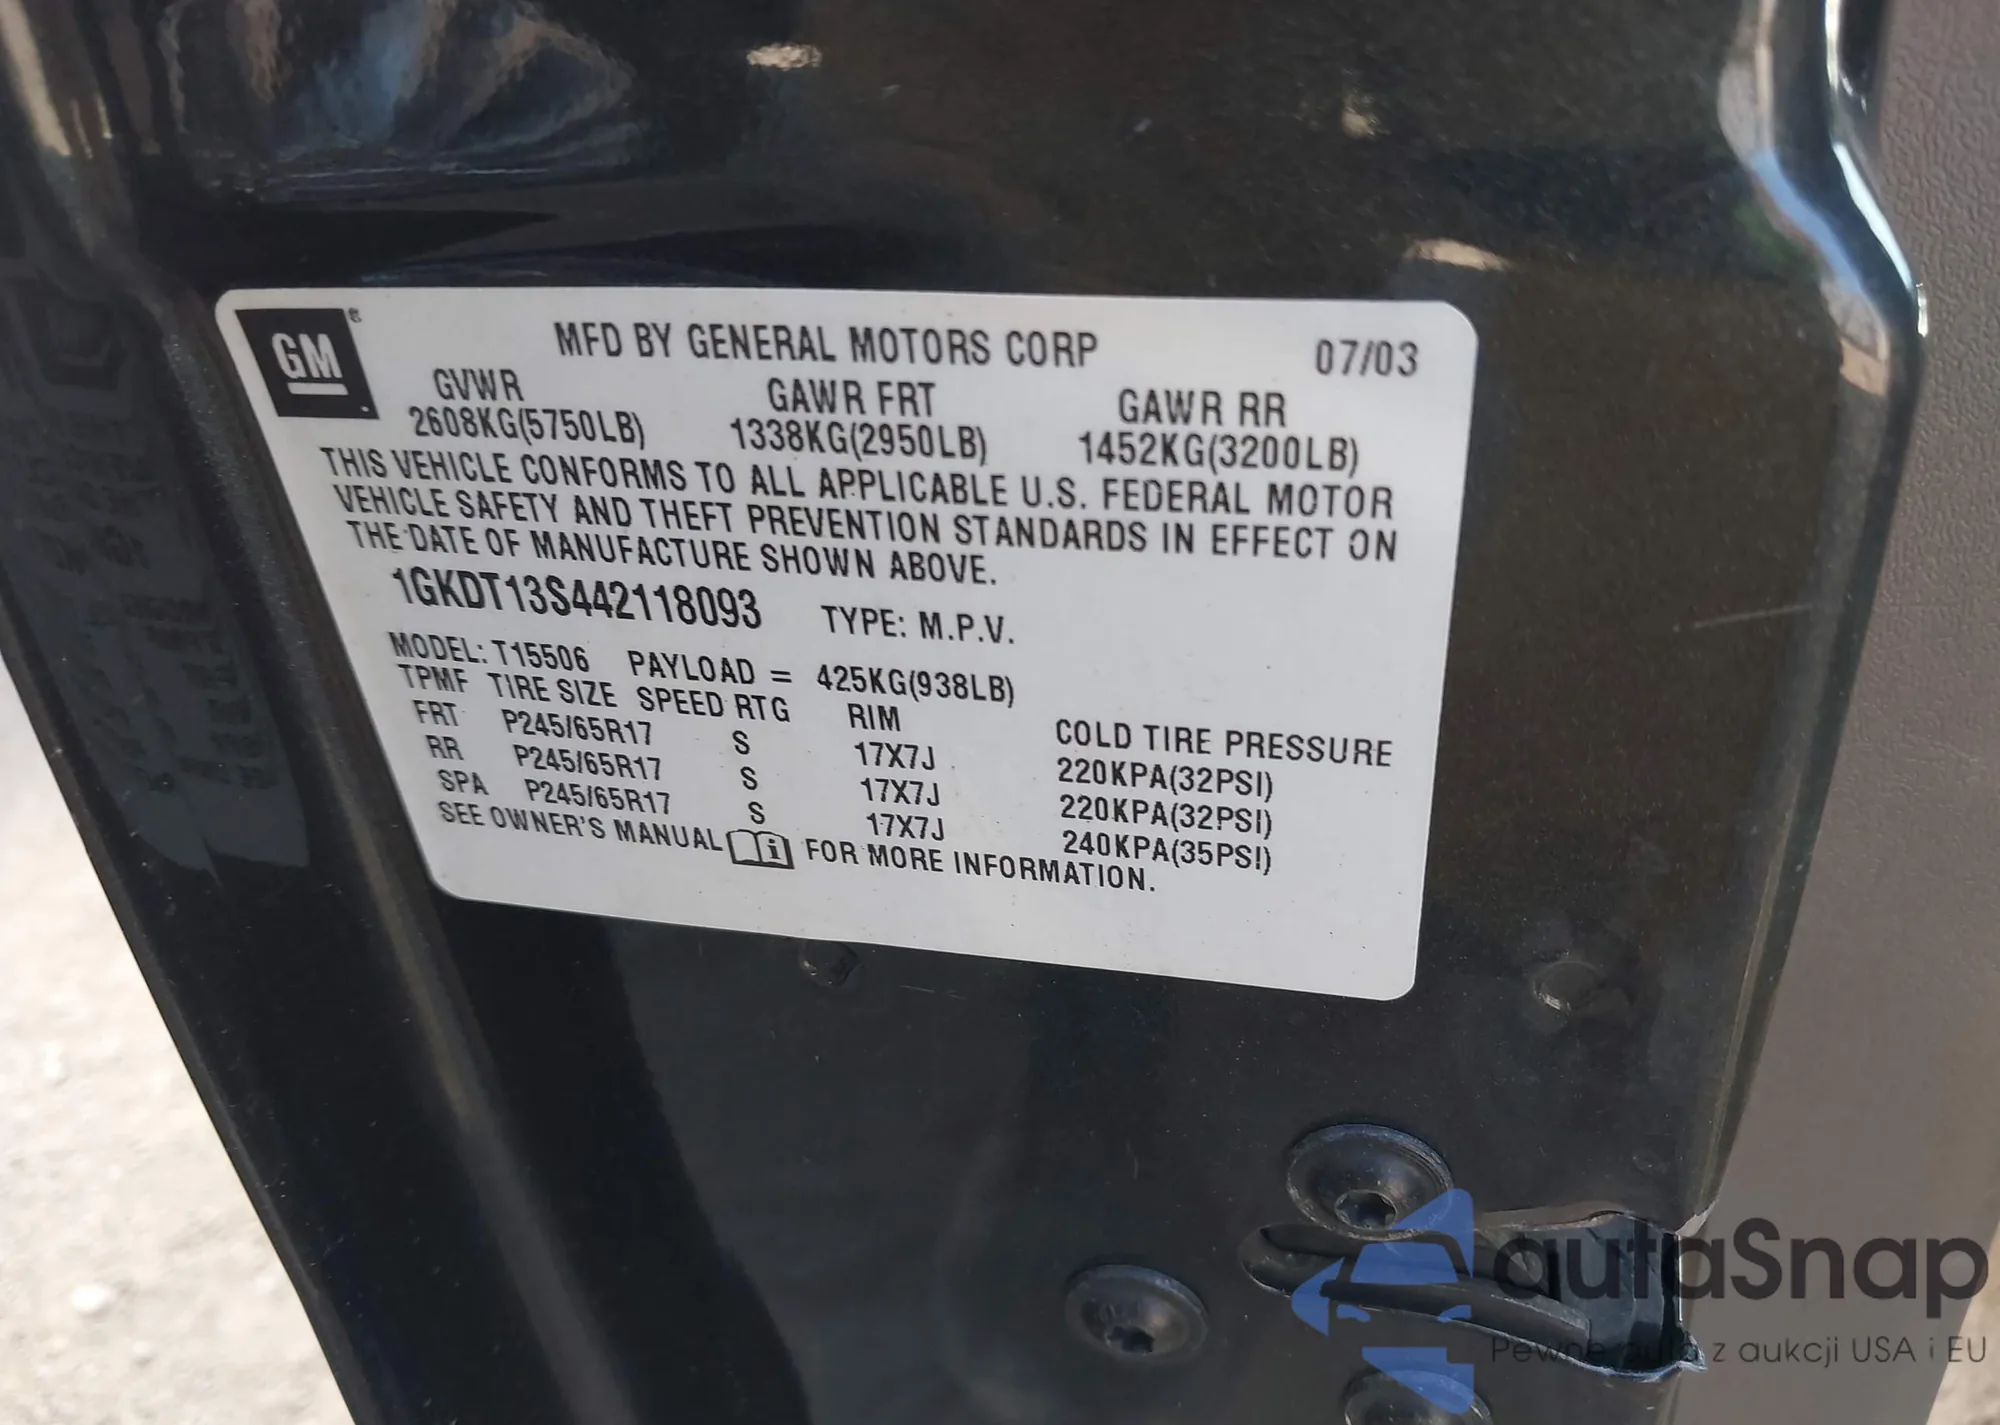 GM ®
MFD BY GENERAL MOTORS CORP 07/03
GVWR GAWR FRT GAWR RR
2608KG(5750LB) 1338KG(2950LB) 1452KG(3200LB)
THIS VEHICLE CONFORMS TO ALL APPLICABLE U.S. FEDERAL MOTOR
VEHICLE SAFETY AND THEFT PREVENTION STANDARDS IN EFFECT ON
THE DATE OF MANUFACTURE SHOWN ABOVE.
1GKDT13S442118093 TYPE: M.P.V.
MODEL: T15506 PAYLOAD = 425KG(938LB)
TPMF TIRE SIZE SPEED RTG RIM COLD TIRE PRESSURE
FRT P245/65R17 S 17X7J 220KPA(32PSI)
RR P245/65R17 S 17X7J 220KPA(32PSI)
SPA P245/65R17 S 17X7J 240KPA(35PSI)
SEE OWNER'S MANUAL i FOR MORE INFORMATION.
autaSnap
Pewne auta z aukcji USA i EU